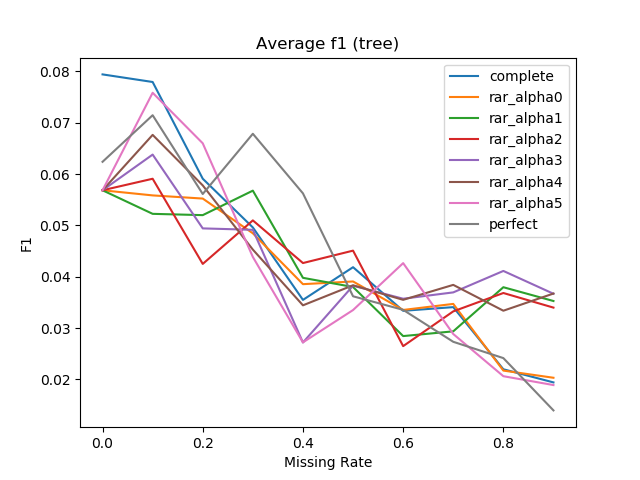 Average f1 (tree)
complete
rar_alpha0
rar_alpha1
rar_alpha2
rar_alpha3
rar_alpha4
rar_alpha5
perfect
F1
0.08
0.07
0.06
0.05
0.04
0.03
0.02
0.0 0.2 0.4 0.6 0.8
Missing Rate